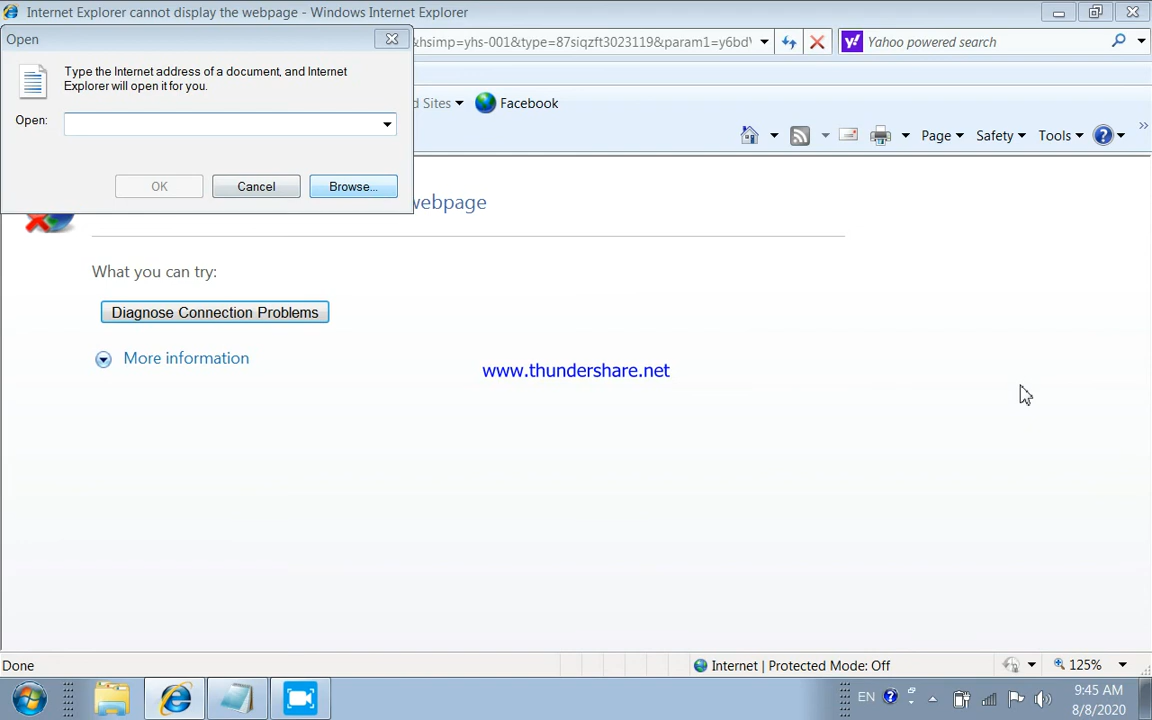 Internet Explorer cannot display the webpage - Windows Internet Explorer
Open
&hsimp=yhs-001&type=87siqzft3023119&param1=y6bd
Yahoo powered search
Type the Internet address of a document, and Internet
Explorer will open it for you.
Open:
d Sites
Facebook
Page
Safety
Tools
OK
Cancel
Browse...
webpage
What you can try:
Diagnose Connection Problems
More information
www.thundershare.net
Done
Internet | Protected Mode: Off
125%
EN
9:45 AM
8/8/2020